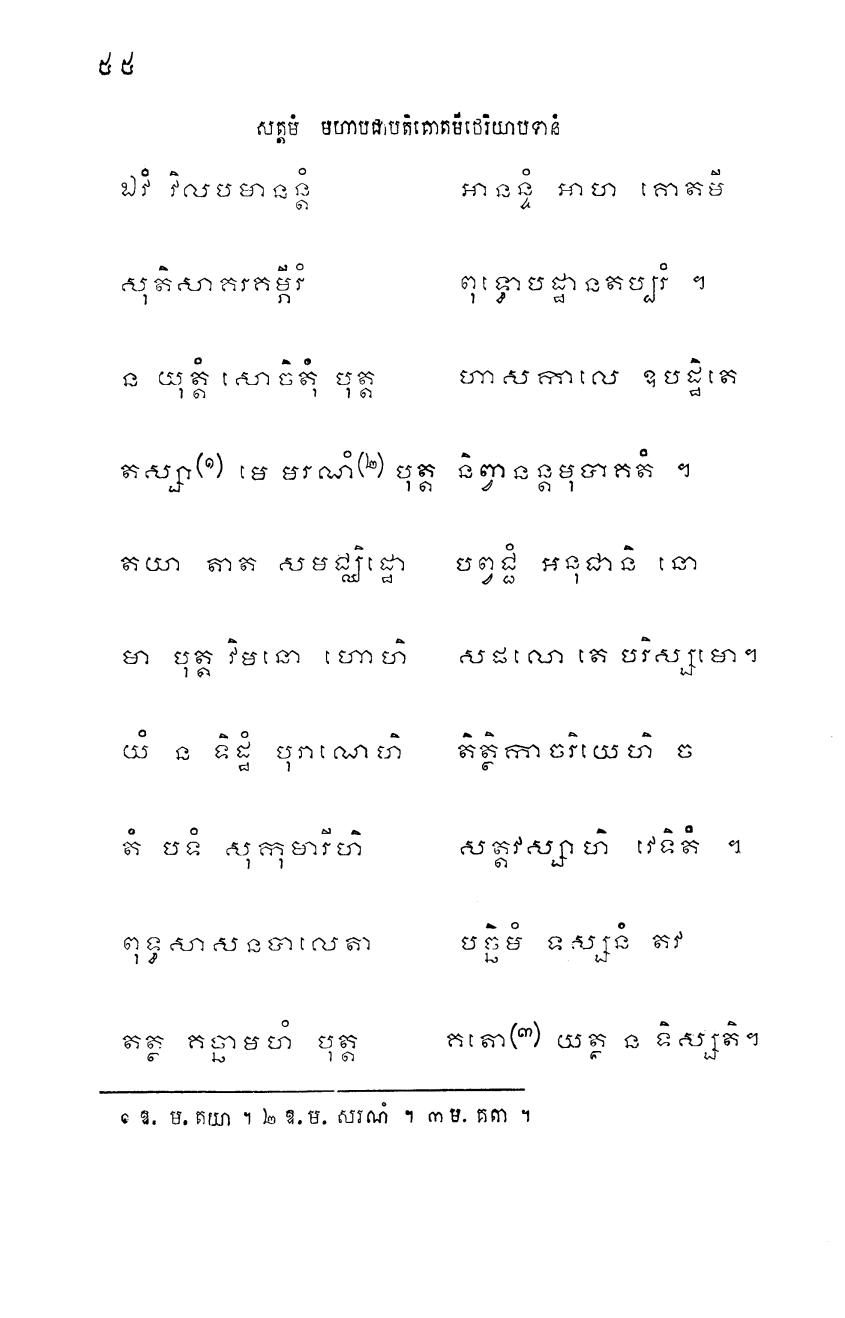 ៥៥
សត្តមំ មហាបជាបតិគោតមីថេរិយាបទានំ
ឯវំ វិលបមានន្តំ អានន្ទំ អាហ គោតមី
សុតិសាគរគម្ភីរំ ពុទ្ធោបដ្ឋានតប្បរំ ។
ន យុត្តំ សោចិតុំ បុត្ត ហាសកាលេ ឧបដ្ឋិតេ
តស្សា(១) មេ មរណំ(២) បុត្ត និព្វានន្តមុបាគតំ ។
តយា តាត សមជ្ឈិដ្ឋោ បព្វជ្ជំ អនុជានិ នោ
មា បុត្ត វិមនោ ហោហិ សផលោ តេ បរិស្សមោ។
យំ ន ទិដ្ឋំ បុរាណេហិ តិត្ថិកាចរិយេហិ ច
តំ បទំ សុកុមារីហិ សត្តវស្សាហិ វេទិតំ ។
ពុទ្ធសាសនបាលេតា បច្ឆិមំ ទស្សនំ តវ
តត្ថ គច្ឆាមហំ បុត្ត គតោ(៣) យត្ថ ន ទិស្សតិ។
១ ឱ. ម. តយា ។ ២ ឱ.ម. សរណំ ។ ៣ ម. គតា ។